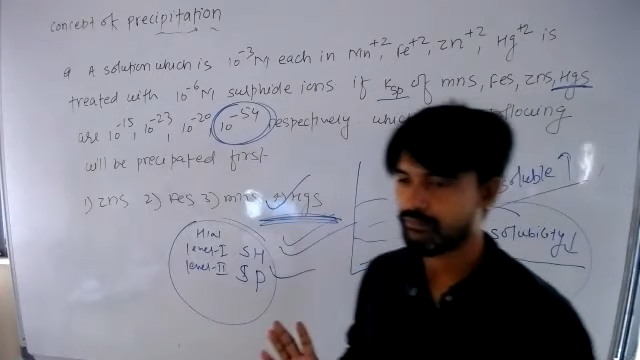 concept of precipitation
Q A solution which is 10⁻³M each in Mn⁺², Fe⁺², Zn⁺², Hg⁺² is
treated with 10⁻⁶M sulphide ions if Ksp of mns, Fes, zns, Hgs
are 10⁻¹⁵, 10⁻²³, 10⁻²⁰, 10⁻⁵⁴ respectively which following
will be precipated first
1) zns 2) Fes 3) mns 4) Hgs
soluble ↑
solubility ↓
level-I SH
level-II SP